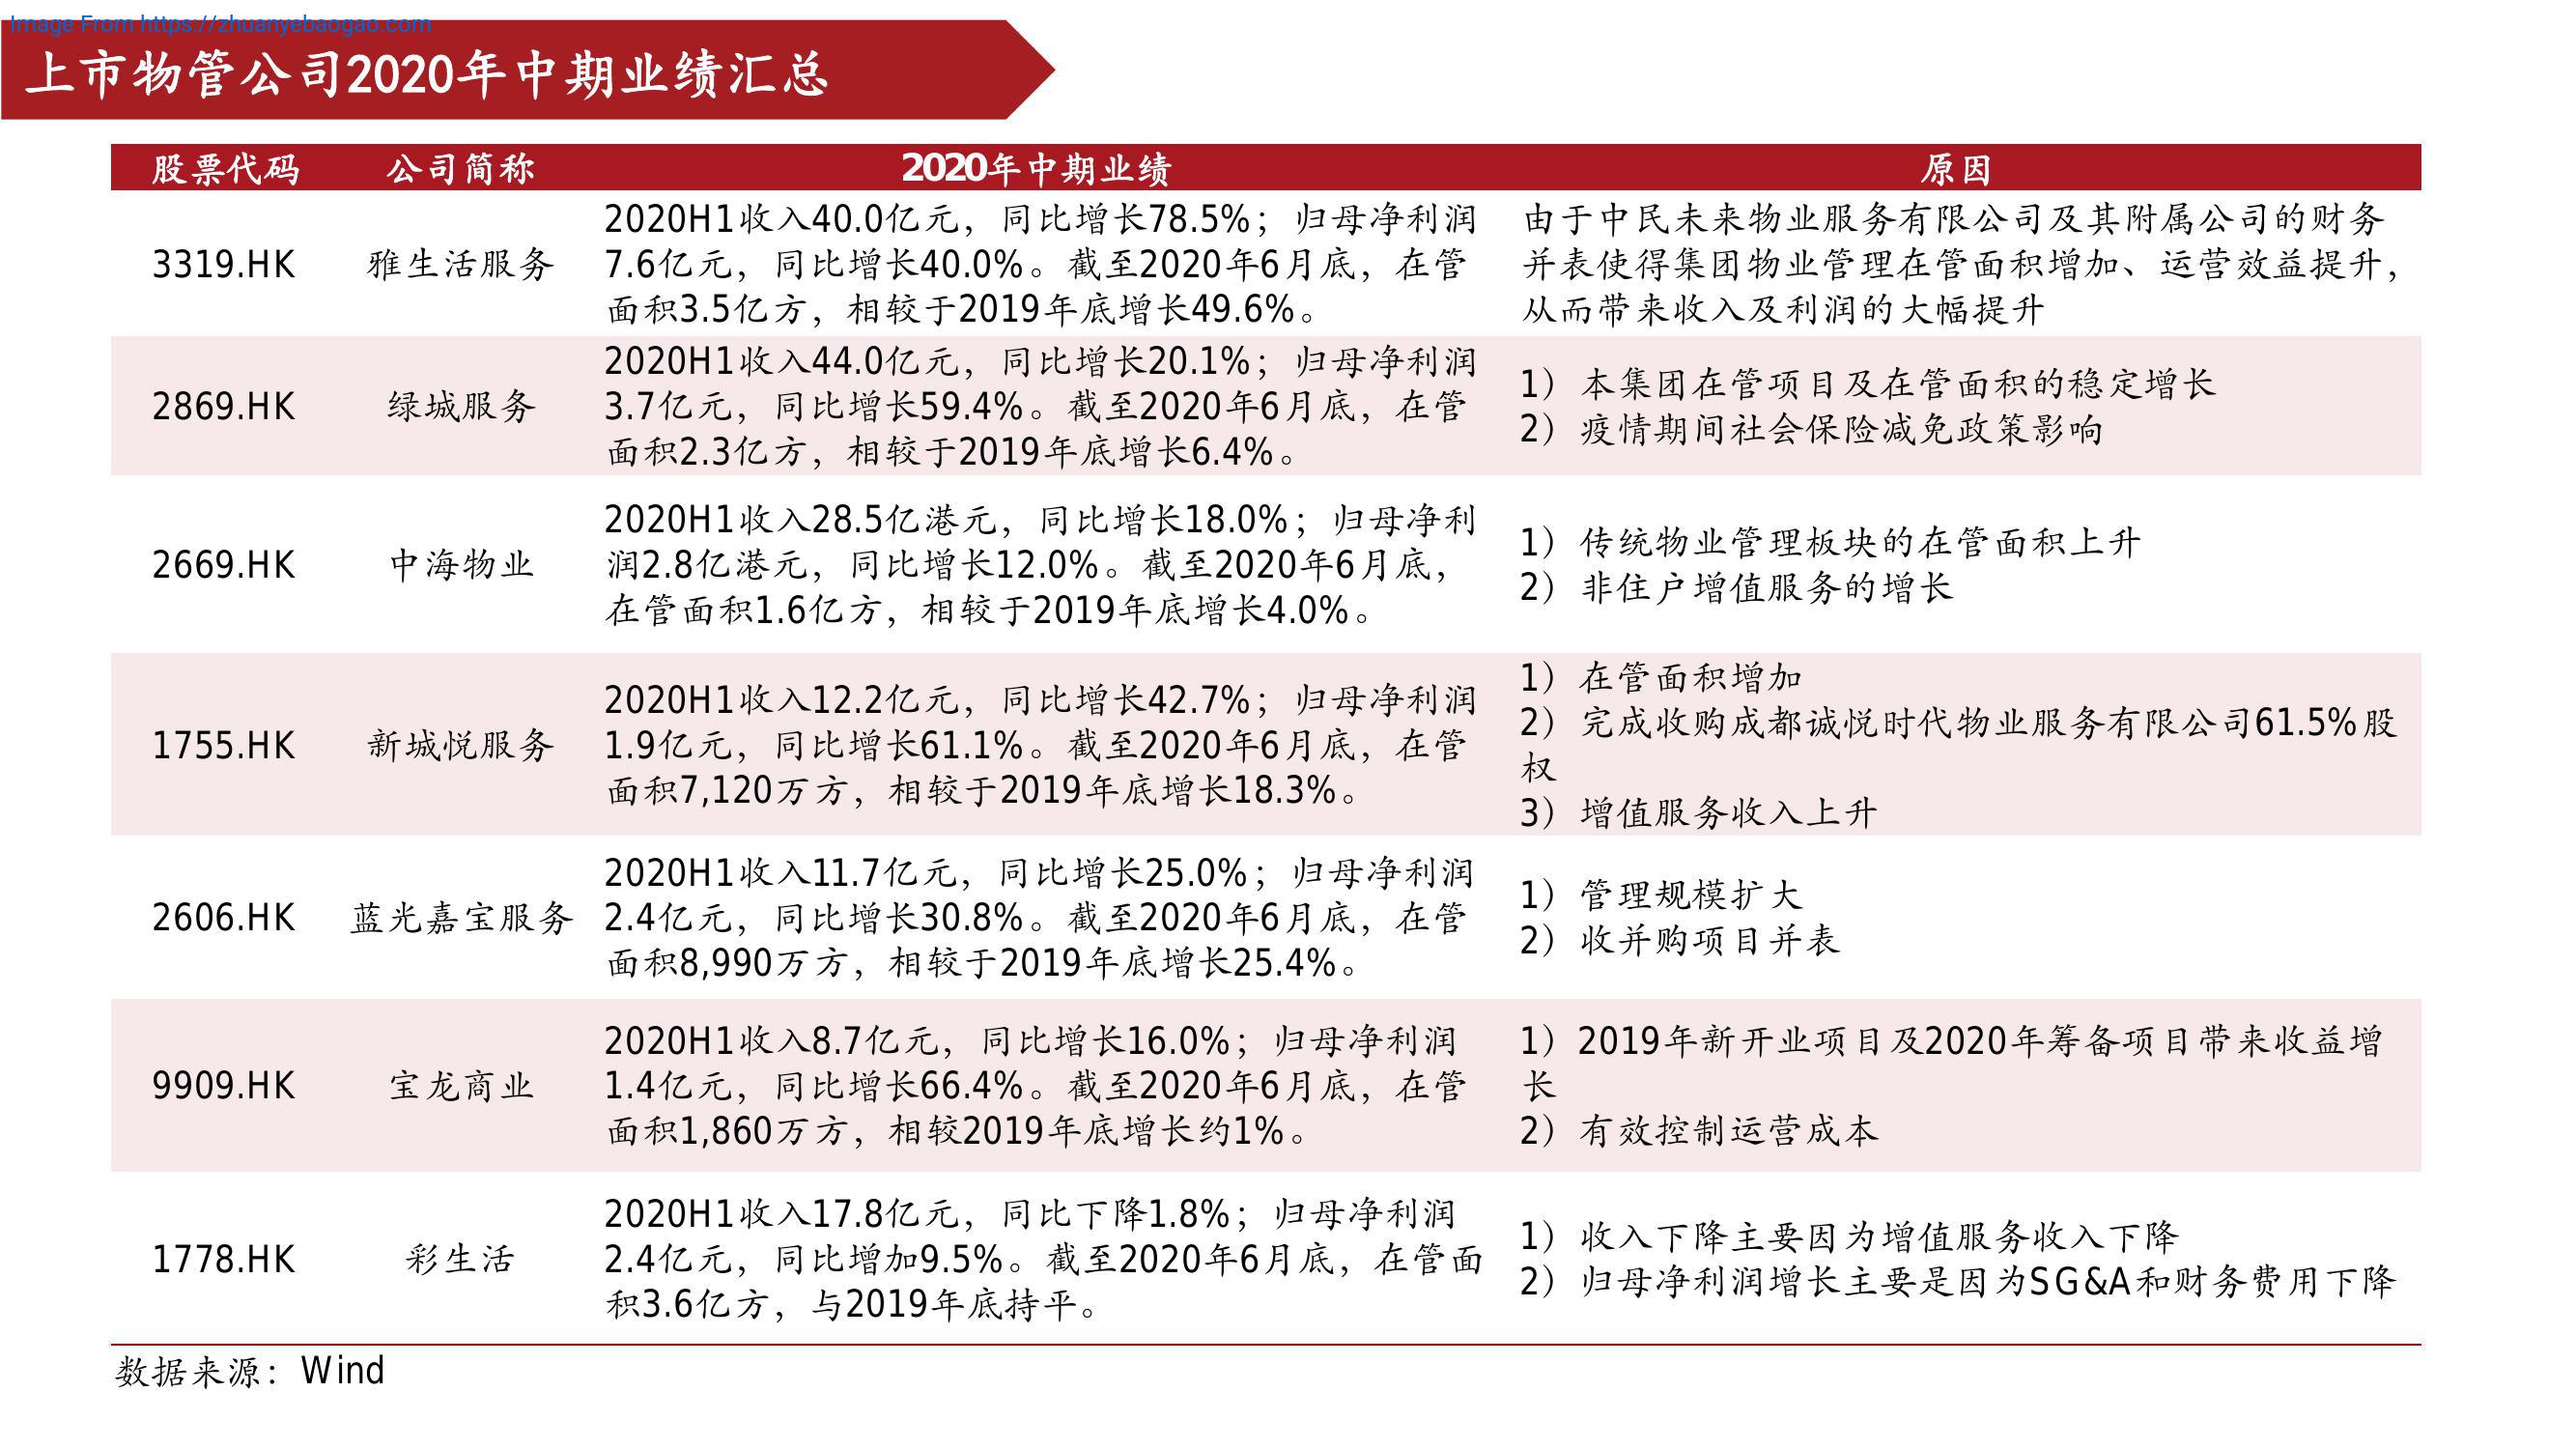 Image From https://zhuanyebaogao.com
上市物管公司2020年中期业绩汇总
股票代码 公司简称 2020年中期业绩 原因
3319.HK 雅生活服务
2020H1收入40.0亿元，同比增长78.5%；归母净利润
7.6亿元，同比增长40.0%。截至2020年6月底，在管
面积3.5亿方，相较于2019年底增长49.6%。
由于中民未来物业服务有限公司及其附属公司的财务
并表使得集团物业管理在管面积增加、运营效益提升，
从而带来收入及利润的大幅提升
2869.HK 绿城服务
2020H1收入44.0亿元，同比增长20.1%；归母净利润
3.7亿元，同比增长59.4%。截至2020年6月底，在管
面积2.3亿方，相较于2019年底增长6.4%。
1）本集团在管项目及在管面积的稳定增长
2）疫情期间社会保险减免政策影响
2669.HK 中海物业
2020H1收入28.5亿港元，同比增长18.0%；归母净利
润2.8亿港元，同比增长12.0%。截至2020年6月底，
在管面积1.6亿方，相较于2019年底增长4.0%。
1）传统物业管理板块的在管面积上升
2）非住户增值服务的增长
1755.HK 新城悦服务
2020H1收入12.2亿元，同比增长42.7%；归母净利润
1.9亿元，同比增长61.1%。截至2020年6月底，在管
面积7,120万方，相较于2019年底增长18.3%。
1）在管面积增加
2）完成收购成都诚悦时代物业服务有限公司61.5%股
权
3）增值服务收入上升
2606.HK 蓝光嘉宝服务
2020H1收入11.7亿元，同比增长25.0%；归母净利润
2.4亿元，同比增长30.8%。截至2020年6月底，在管
面积8,990万方，相较于2019年底增长25.4%。
1）管理规模扩大
2）收并购项目并表
9909.HK 宝龙商业
2020H1收入8.7亿元，同比增长16.0%；归母净利润
1.4亿元，同比增长66.4%。截至2020年6月底，在管
面积1,860万方，相较2019年底增长约1%。
1）2019年新开业项目及2020年筹备项目带来收益增
长
2）有效控制运营成本
1778.HK 彩生活
2020H1收入17.8亿元，同比下降1.8%；归母净利润
2.4亿元，同比增加9.5%。截至2020年6月底，在管面
积3.6亿方，与2019年底持平。
1）收入下降主要因为增值服务收入下降
2）归母净利润增长主要是因为SG&A和财务费用下降
数据来源：Wind